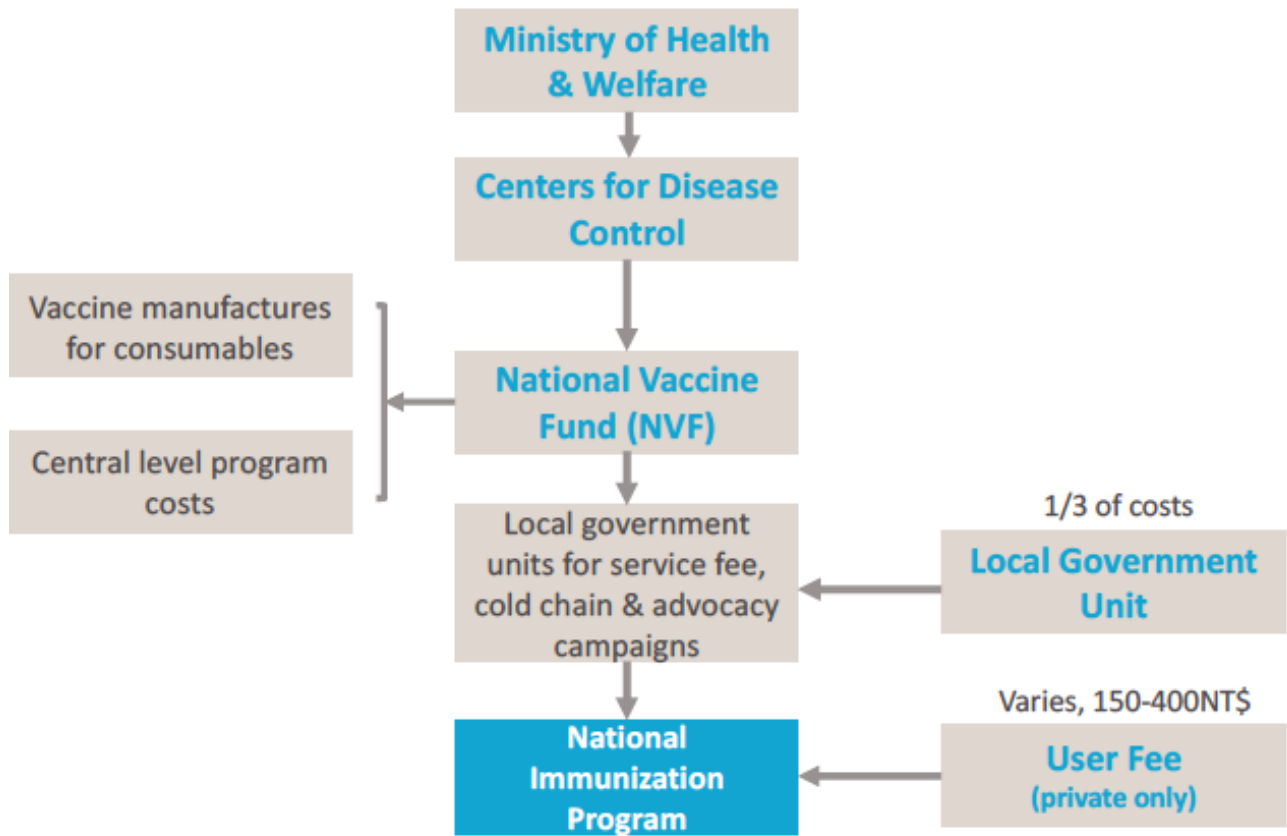 Ministry of Health
& Welfare
Centers for Disease
Control
Vaccine manufactures
for consumables
National Vaccine
Fund (NVF)
Central level program
costs
Local government
units for service fee,
cold chain & advocacy
campaigns
1/3 of costs
Local Government
Unit
National
Immunization
Program
Varies, 150-400NT$
User Fee
(private only)